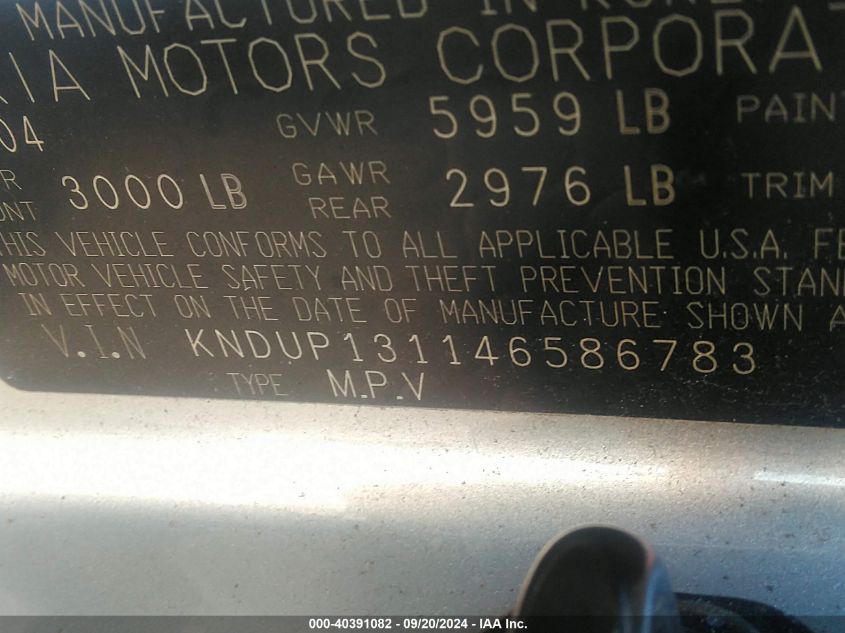 MANUFACTURED IN KOREA
KIA MOTORS CORPORA
04 GVWR 5959 LB PAINT
R 3000 LB GAWR 2976 LB TRIM
ONT REAR
THIS VEHICLE CONFORMS TO ALL APPLICABLE U.S.A. FE
MOTOR VEHICLE SAFETY AND THEFT PREVENTION STAN
IN EFFECT ON THE DATE OF MANUFACTURE SHOWN A
V.I.N KNDUP131146586783
TYPE M.P.V
000-40391082 - 09/20/2024 - IAA Inc.